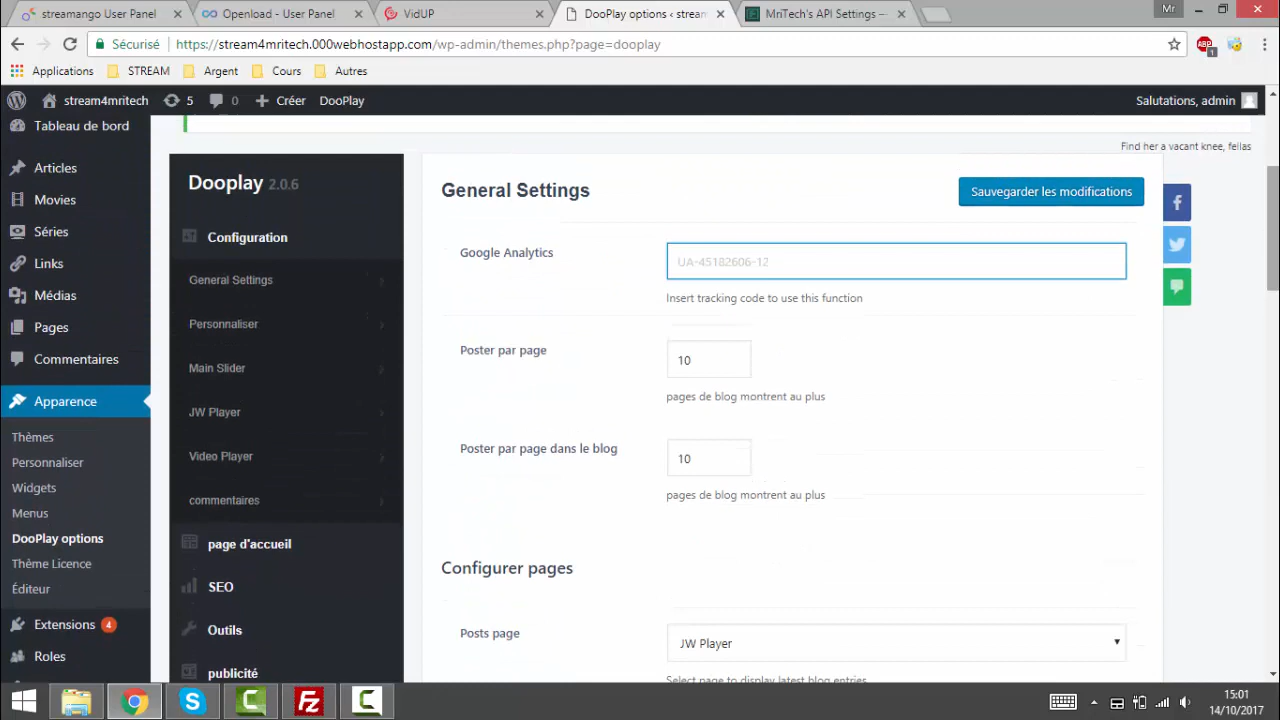 streamango User Panel
Openload - User Panel
VidUP
DooPlay options ‹ stream
MriTech's API Settings —
Mr
Sécurisé
https://stream4mritech.000webhostapp.com/wp-admin/themes.php?page=dooplay
ABP
1
Applications
STREAM
Argent
Cours
Autres
stream4mritech
5
0
Créer
DooPlay
Salutations, admin
Tableau de bord
Articles
Movies
Séries
Links
Médias
Pages
Commentaires
Apparence
Thèmes
Personnaliser
Widgets
Menus
DooPlay options
Thème Licence
Éditeur
Extensions 4
Roles
Find her a vacant knee, fellas
Dooplay 2.0.6
Configuration
General Settings
Personnaliser
Main Slider
JW Player
Video Player
commentaires
page d'accueil
SEO
Outils
publicité
General Settings
Sauvegarder les modifications
Google Analytics
UA-45182606-12
Insert tracking code to use this function
Poster par page
10
pages de blog montrent au plus
Poster par page dans le blog
10
pages de blog montrent au plus
Configurer pages
Posts page
JW Player
Select page to display latest blog entries
15:01
14/10/2017